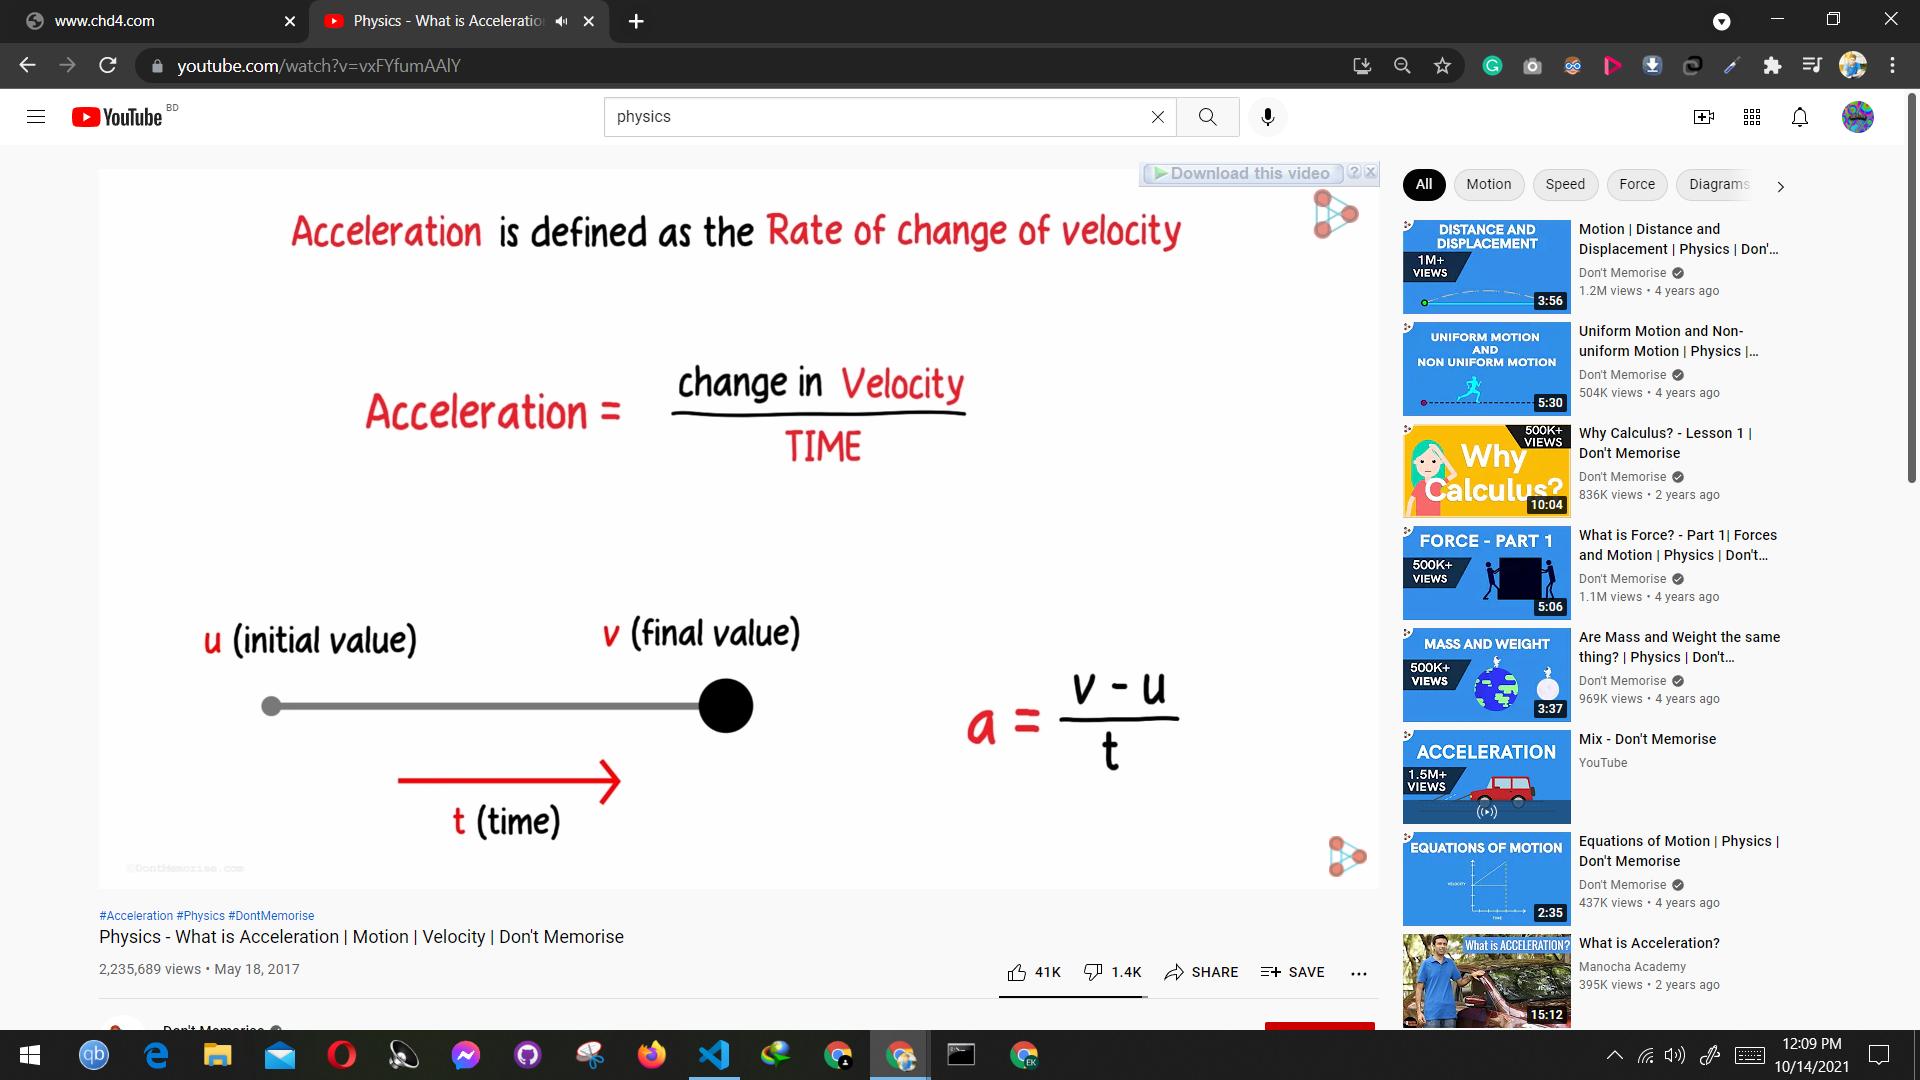 www.chd4.com
Physics - What is Acceleratio
youtube.com/watch?v=vxFYfumAAlY
YouTube BD
physics
Download this video ? X
Acceleration is defined as the Rate of change of velocity
Acceleration = change in Velocity
TIME
u (initial value)
v (final value)
t (time)
a = v - u
t
©DontMemorise.com
#Acceleration #Physics #DontMemorise
Physics - What is Acceleration | Motion | Velocity | Don't Memorise
2,235,689 views • May 18, 2017
41K 1.4K SHARE SAVE ...
Don't Memorise
All Motion Speed Force Diagrams
DISTANCE AND
DISPLACEMENT
1M+
VIEWS
3:56
Motion | Distance and
Displacement | Physics | Don'...
Don't Memorise
1.2M views • 4 years ago
UNIFORM MOTION
AND
NON UNIFORM MOTION
5:30
Uniform Motion and Non-
uniform Motion | Physics |...
Don't Memorise
504K views • 4 years ago
500K+
VIEWS
Why
Calculus?
10:04
Why Calculus? - Lesson 1 |
Don't Memorise
Don't Memorise
836K views • 2 years ago
FORCE - PART 1
500K+
VIEWS
5:06
What is Force? - Part 1| Forces
and Motion | Physics | Don't...
Don't Memorise
1.1M views • 4 years ago
MASS AND WEIGHT
500K+
VIEWS
3:37
Are Mass and Weight the same
thing? | Physics | Don't...
Don't Memorise
969K views • 4 years ago
ACCELERATION
1.5M+
VIEWS
Mix - Don't Memorise
YouTube
EQUATIONS OF MOTION
VELOCITY
TIME
2:35
Equations of Motion | Physics |
Don't Memorise
Don't Memorise
437K views • 4 years ago
What is ACCELERATION?
15:12
What is Acceleration?
Manocha Academy
395K views • 2 years ago
qb
EK
12:09 PM
10/14/2021